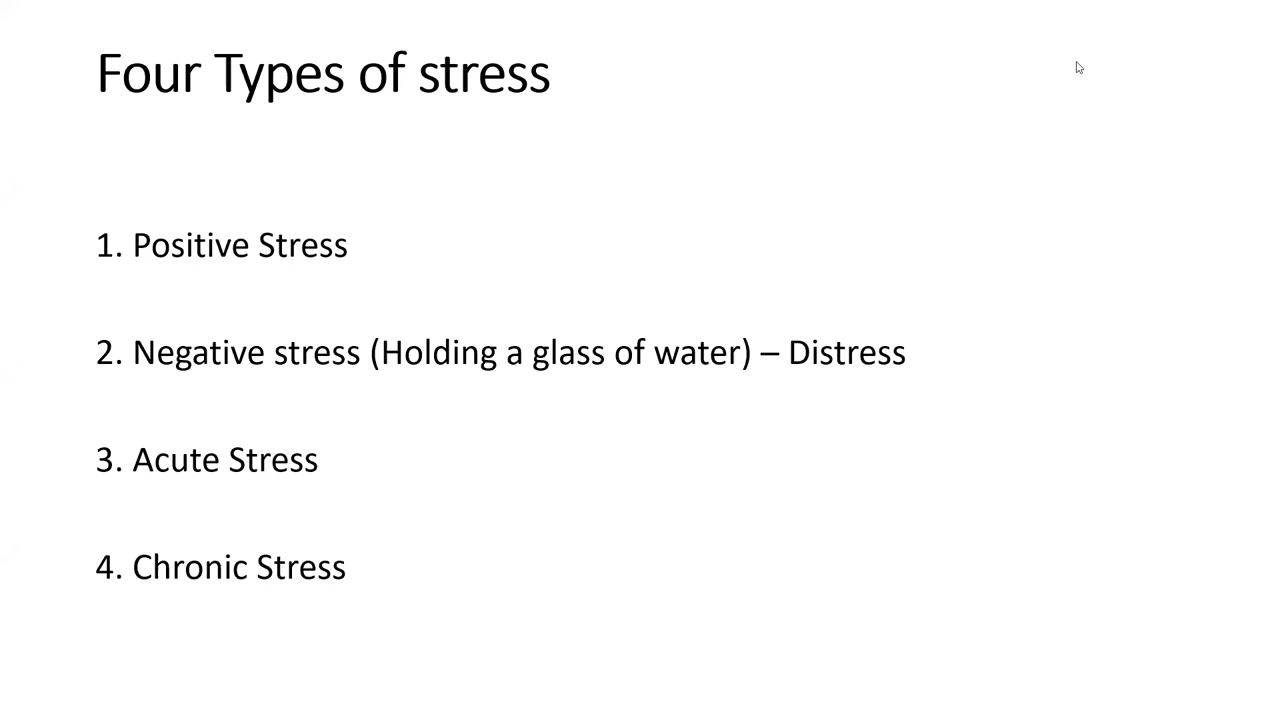 Four Types of stress
1. Positive Stress
2. Negative stress (Holding a glass of water) – Distress
3. Acute Stress
4. Chronic Stress